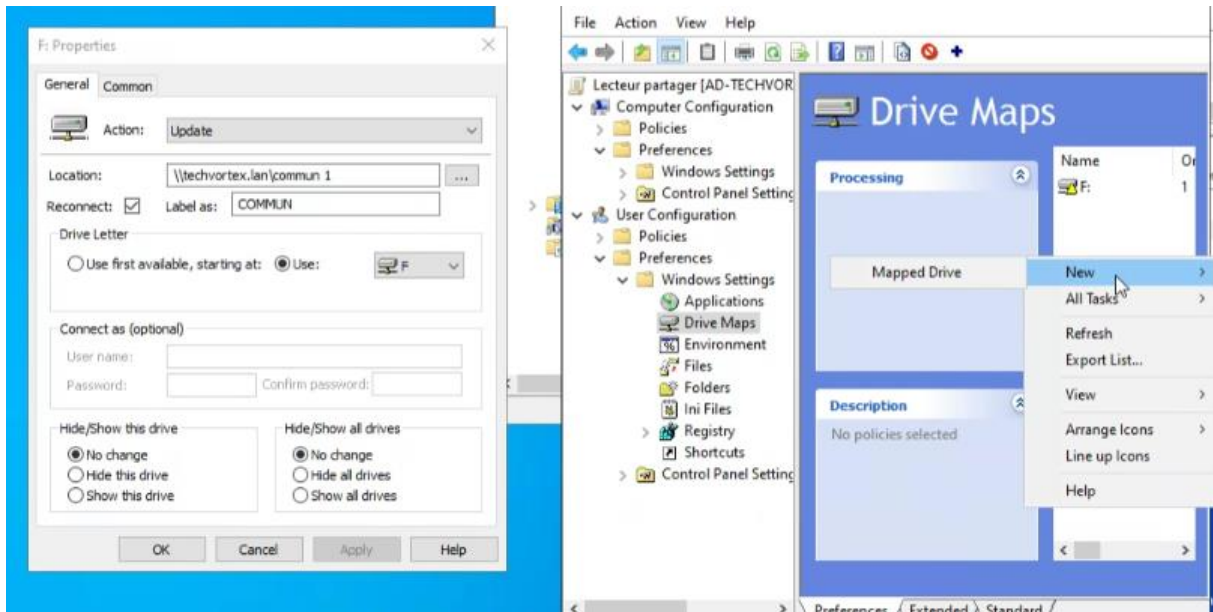 F: Properties
General Common
Action: Update
Location: \\techvortex.lan\commun 1 ...
Reconnect: Label as: COMMUN
Drive Letter
Use first available, starting at: Use: F
Connect as (optional)
User name:
Password: Confirm password:
Hide/Show this drive Hide/Show all drives
No change No change
Hide this drive Hide all drives
Show this drive Show all drives
OK Cancel Apply Help
File Action View Help
Lecteur partager [AD-TECHVOR
Computer Configuration
Policies
Preferences
Windows Settings
Control Panel Setting
User Configuration
Policies
Preferences
Windows Settings
Applications
Drive Maps
Environment
Files
Folders
Ini Files
Registry
Shortcuts
Control Panel Setting
Drive Maps
Processing
Name Or
F: 1
Mapped Drive
New
All Tasks
Refresh
Export List...
View
Arrange Icons
Line up Icons
Help
Description
No policies selected
Preferences Extended Standard